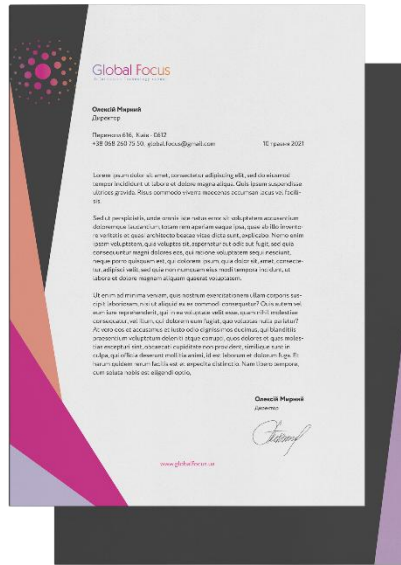 Global Focus
Олексій Мирний
Директор
+38 068 260 75 50, global.focus@gmail.com
10 травня 2021
Lorem ipsum dolor sit amet, consectetur adipiscing elit, sed do eiusmod
tempor incididunt ut labore et dolore magna aliqua. Quis ipsum suspendisse
ultrices gravida. Risus commodo viverra maecenas accumsan lacus vel facili-
sis.
Sed ut perspiciatis, unde omnis iste natus error sit voluptatem accusantium
doloremque laudantium, totam rem aperiam eaque ipsa, quae ab illo invento-
re veritatis et quasi architecto beatae vitae dicta sunt, explicabo. Nemo enim
ipsam voluptatem, quia voluptas sit, aspernatur aut odit aut fugit, sed quia
consequuntur magni dolores eos, qui ratione voluptatem sequi nesciunt,
neque porro quisquam est, qui dolorem ipsum, quia dolor sit, amet, consecte-
tur, adipisci velit, sed quia non numquam eius modi tempora incidunt, ut
labore et dolore magnam aliquam quaerat voluptatem.
Ut enim ad minima veniam, quis nostrum exercitationem ullam corporis sus-
cipit laboriosam, nisi ut aliquid ex ea commodi consequatur? Quis autem vel
eum iure reprehenderit, qui in ea voluptate velit esse, quam nihil molestiae
consequatur, vel illum, qui dolorem eum fugiat, quo voluptas nulla pariatur?
At vero eos et accusamus et iusto odio dignissimos ducimus, qui blanditiis
praesentium voluptatum deleniti atque corrupti, quos dolores et quas moles-
tias excepturi sint, obcaecati cupiditate non provident, similique sunt in
culpa, qui officia deserunt mollitia animi, id est laborum et dolorum fuga. Et
harum quidem rerum facilis est et expedita distinctio. Nam libero tempore,
cum soluta nobis est eligendi optio,
Олексій Мирний
Директор
www.globalfocus.ua